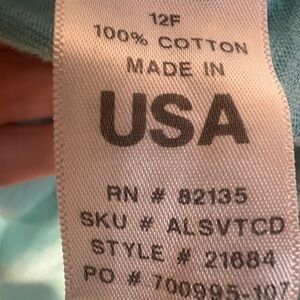 12F
100% COTTON
MADE IN
USA
RN # 82135
SKU # ALSVTCD
STYLE # 21684
PO # 700995-107